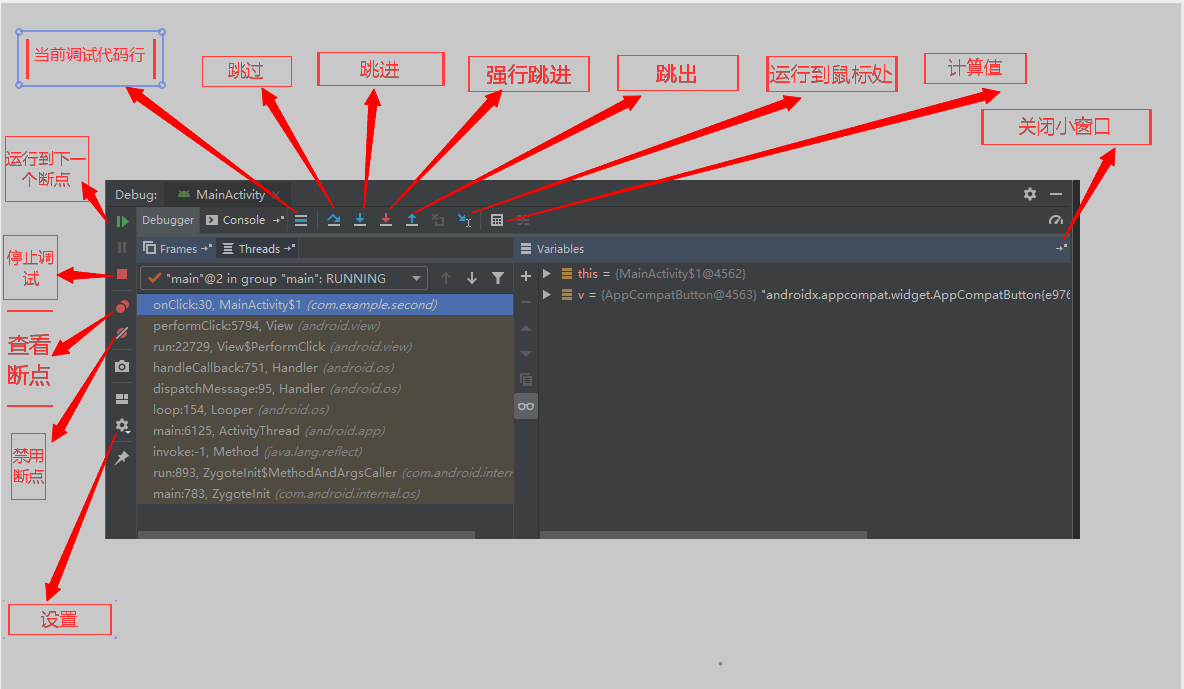 当前调试代码行
跳过
跳进
强行跳进
跳出
运行到鼠标处
计算值
关闭小窗口
运行到下一
个断点
停止调
试
查看
断点
禁用
断点
设置
Debug: MainActivity
Debugger Console
Frames Threads Variables
"main"@2 in group "main": RUNNING
onClick:30, MainActivity$1 (com.example.second)
performClick:5794, View (android.view)
run:22729, View$PerformClick (android.view)
handleCallback:751, Handler (android.os)
dispatchMessage:95, Handler (android.os)
loop:154, Looper (android.os)
main:6125, ActivityThread (android.app)
invoke:-1, Method (java.lang.reflect)
run:893, ZygoteInit$MethodAndArgsCaller (com.android.intern
main:783, ZygoteInit (com.android.internal.os)
this = {MainActivity$1@4562}
v = {AppCompatButton@4563} "androidx.appcompat.widget.AppCompatButton{e976